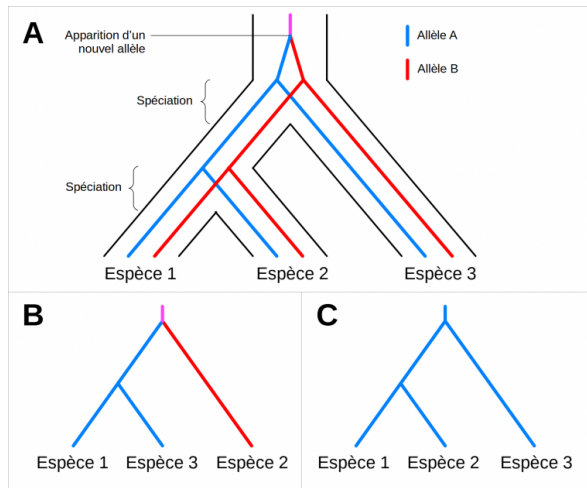 A
Apparition d'un
nouvel allèle
Allèle A
Allèle B
Spéciation
Spéciation
Espèce 1
Espèce 2
Espèce 3
B
Espèce 1
Espèce 3
Espèce 2
C
Espèce 1
Espèce 2
Espèce 3